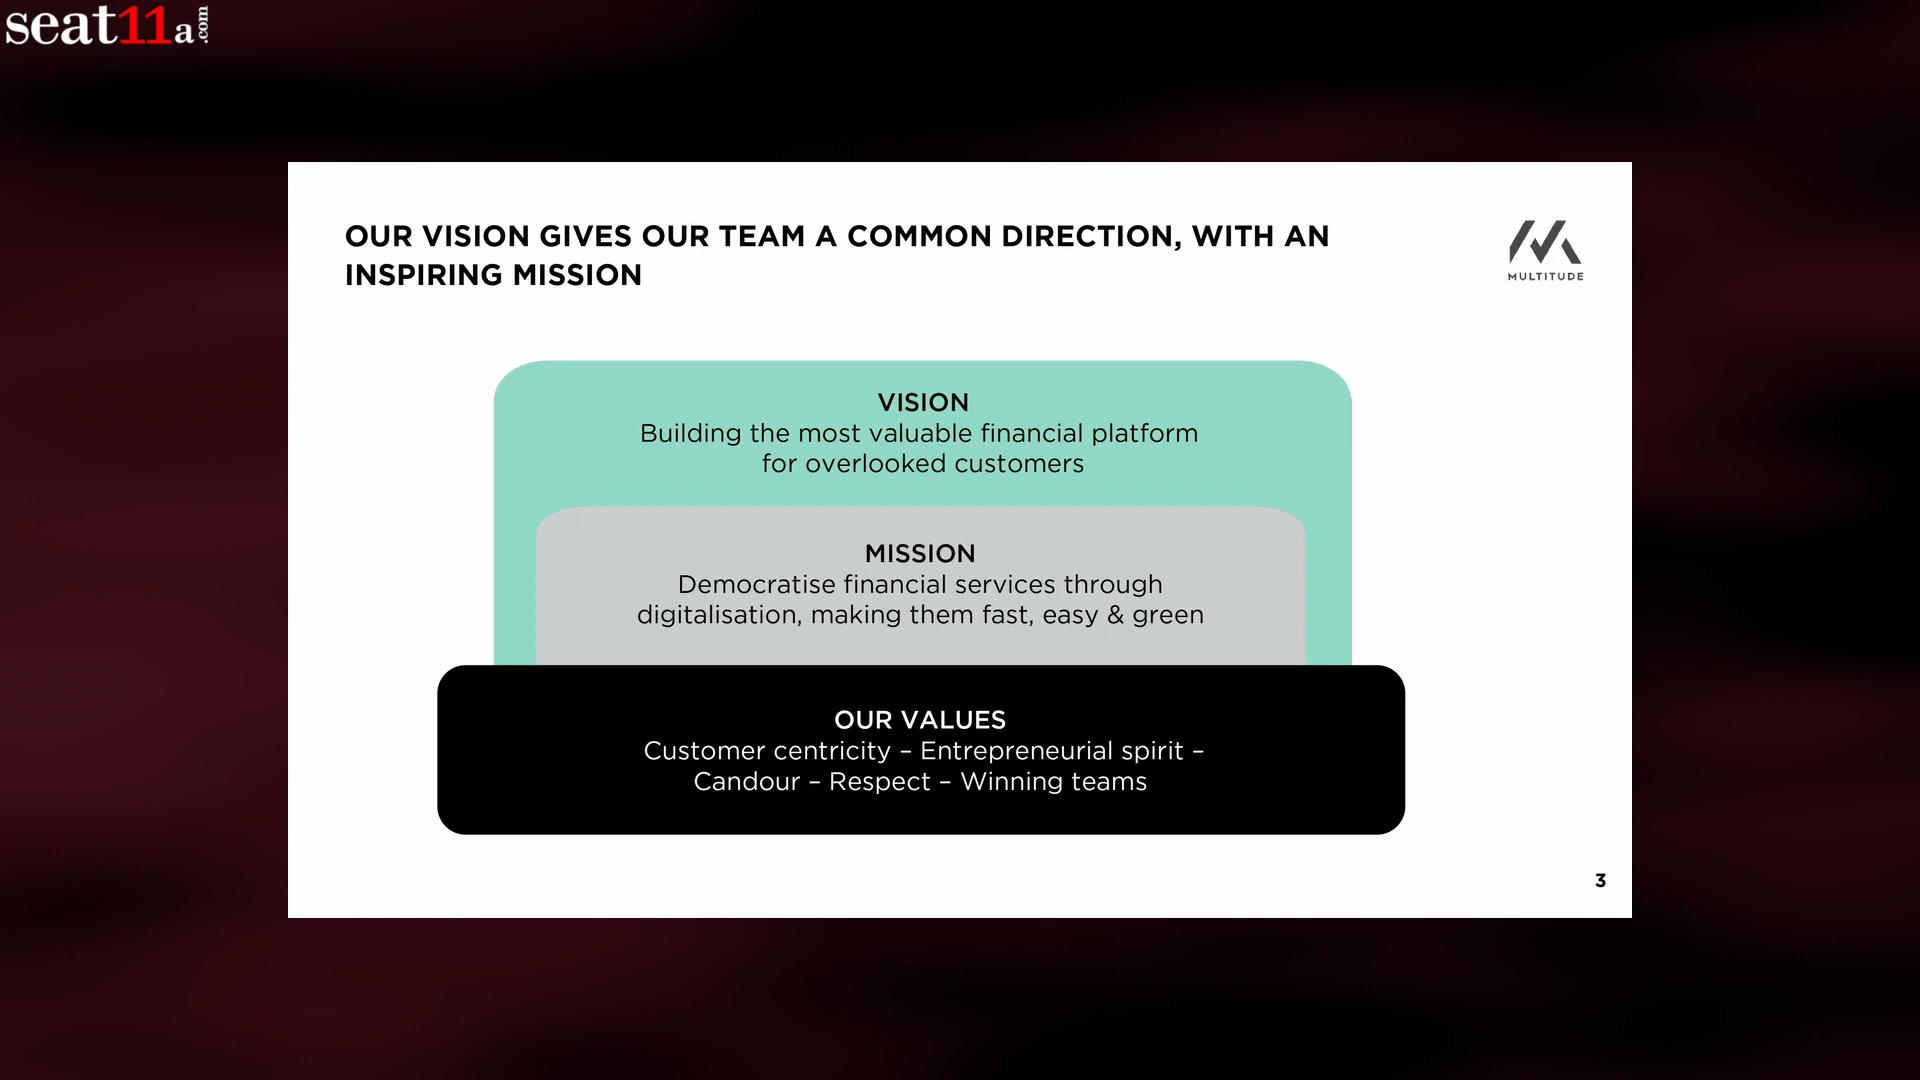 seat11a.com
OUR VISION GIVES OUR TEAM A COMMON DIRECTION, WITH AN
INSPIRING MISSION
MULTITUDE
VISION
Building the most valuable financial platform
for overlooked customers
MISSION
Democratise financial services through
digitalisation, making them fast, easy & green
OUR VALUES
Customer centricity – Entrepreneurial spirit –
Candour – Respect – Winning teams
3